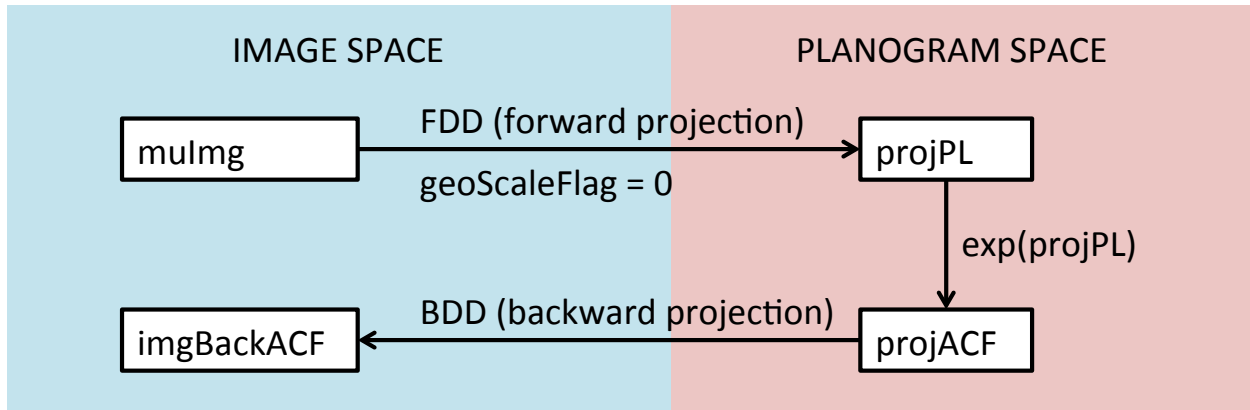 IMAGE SPACE
PLANOGRAM SPACE
muImg
FDD (forward projection)
geoScaleFlag = 0
projPL
exp(projPL)
imgBackACF
BDD (backward projection)
projACF